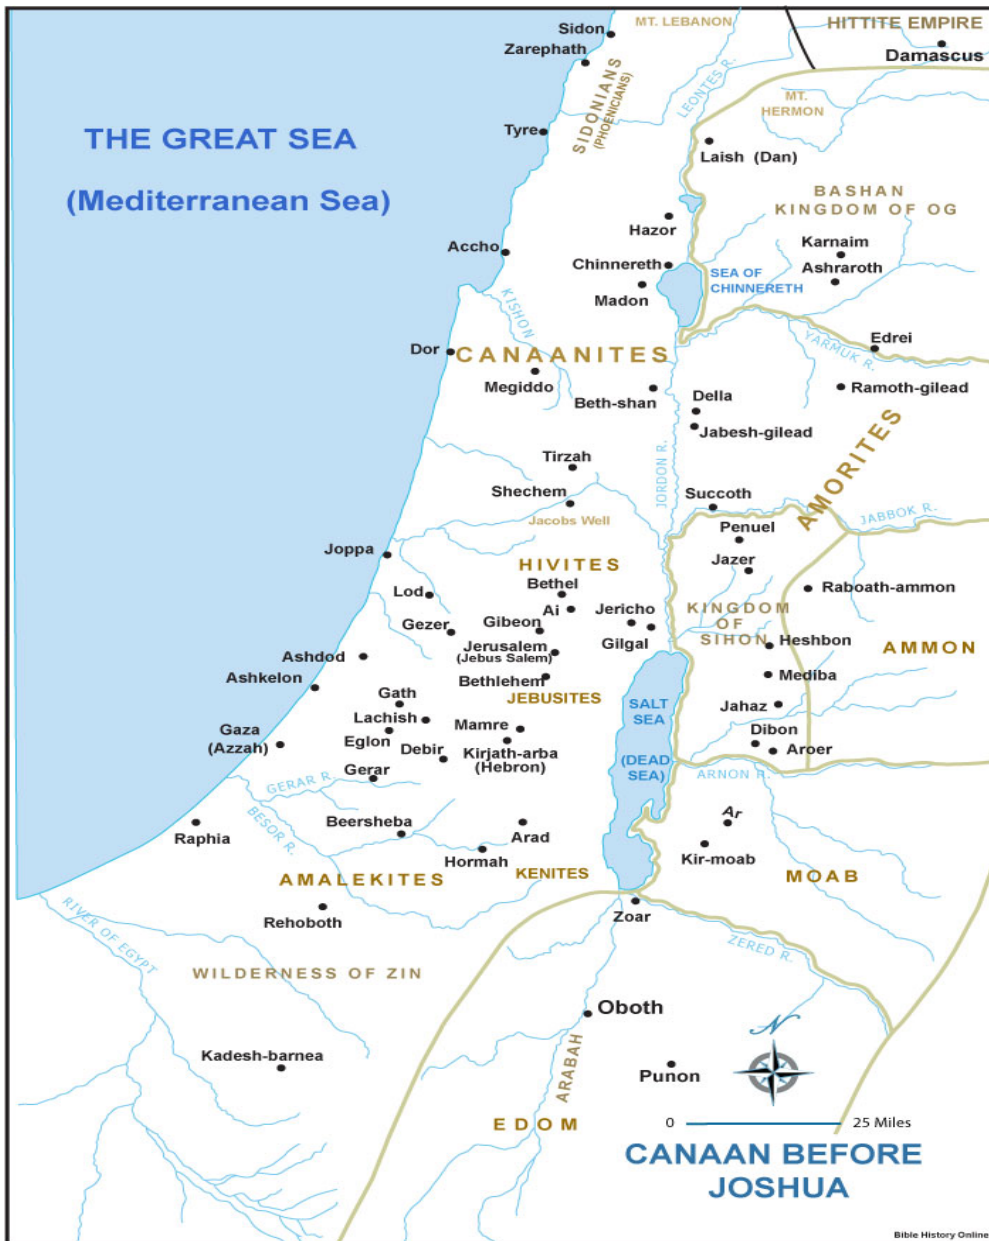 MT. LEBANON
HITTITE EMPIRE
Sidon
Damascus
Zarephath
LEONTES R.
SIDONIANS
(PHOENICIANS)
MT.
HERMON
THE GREAT SEA
(Mediterranean Sea)
Tyre
Laish (Dan)
BASHAN
KINGDOM OF OG
Hazor
Karnaim
Accho
Chinnereth
Ashraroth
SEA OF
CHINNERETH
Madon
KISHON
Edrei
YARMUK R.
Dor
CANAANITES
Megiddo
Beth-shan
Ramoth-gilead
Della
Jabesh-gilead
AMORITES
Tirzah
JORDON R.
Shechem
Succoth
Jacobs Well
Penuel
JABBOK R.
Joppa
HIVITES
Jazer
Bethel
Raboath-ammon
Lod
Ai
Jericho
KINGDOM
OF
SIHON
Gezer
Gibeon
Gilgal
Heshbon
AMMON
Jerusalem
(Jebus Salem)
Ashdod
Mediba
Ashkelon
Bethlehem
JEBUSITES
Gath
SALT
SEA
(DEAD
SEA)
Jahaz
Lachish
Mamre
Gaza
(Azzah)
Eglon
Debir
Kirjath-arba
(Hebron)
Dibon
Aroer
Gerar
GERAR R.
ARNON R.
BESOR R.
Beersheba
Arad
Ar
Raphia
Hormah
Kir-moab
AMALEKITES
KENITES
MOAB
Rehoboth
Zoar
RIVER OF EGYPT
ZERED R.
WILDERNESS OF ZIN
Oboth
N
Kadesh-barnea
ARABAH
Punon
EDOM
0 25 Miles
CANAAN BEFORE
JOSHUA
Bible History Online